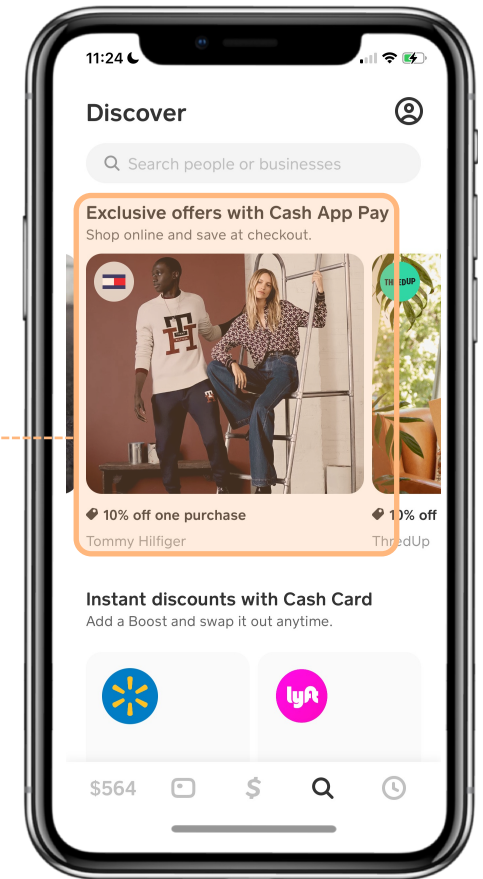 11:24
Discover
Search people or businesses
Exclusive offers with Cash App Pay
Shop online and save at checkout.
TH
THREDUP
10% off one purchase
10% off
Tommy Hilfiger
ThredUp
Instant discounts with Cash Card
Add a Boost and swap it out anytime.
lyft
$564
$